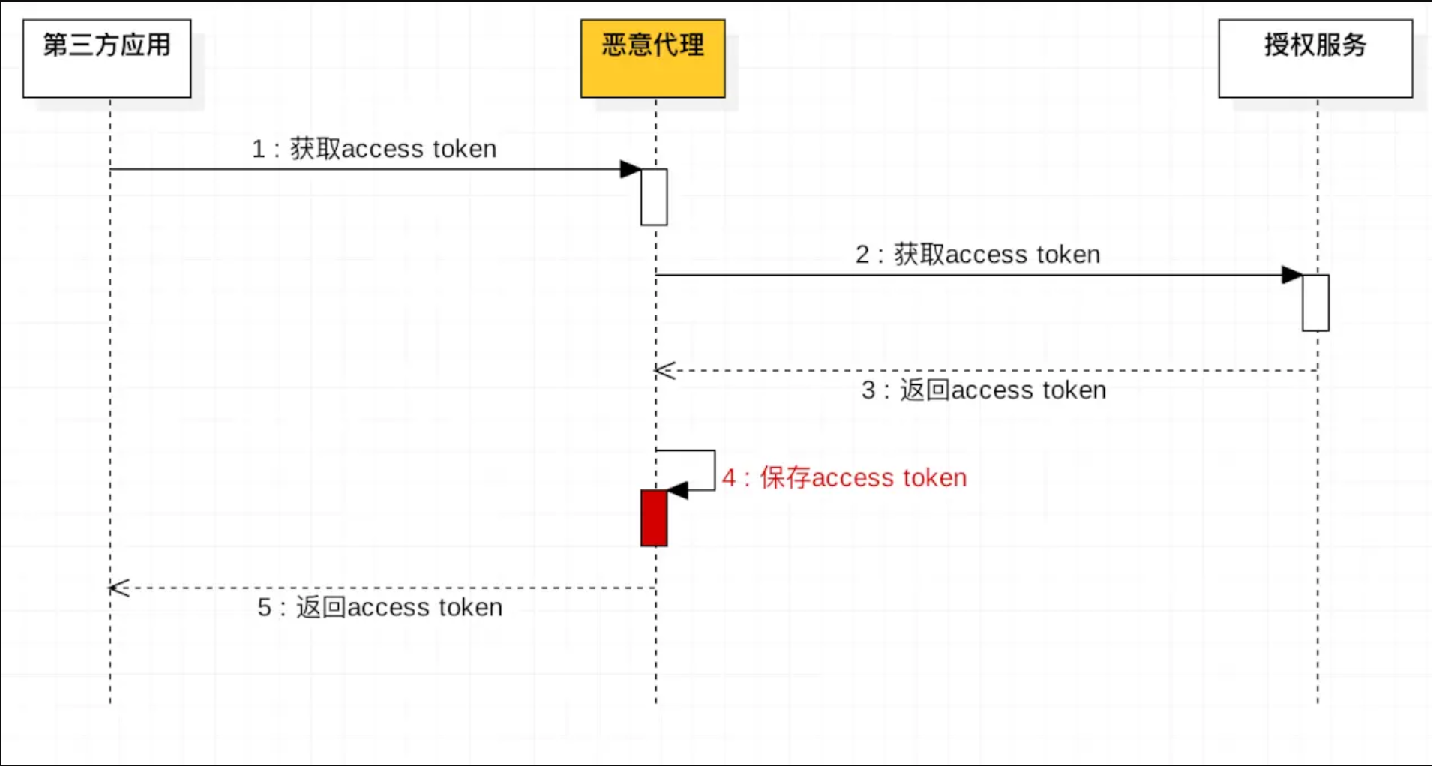 第三方应用
恶意代理
授权服务
1 : 获取access token
2 : 获取access token
3 : 返回access token
4 : 保存access token
5 : 返回access token